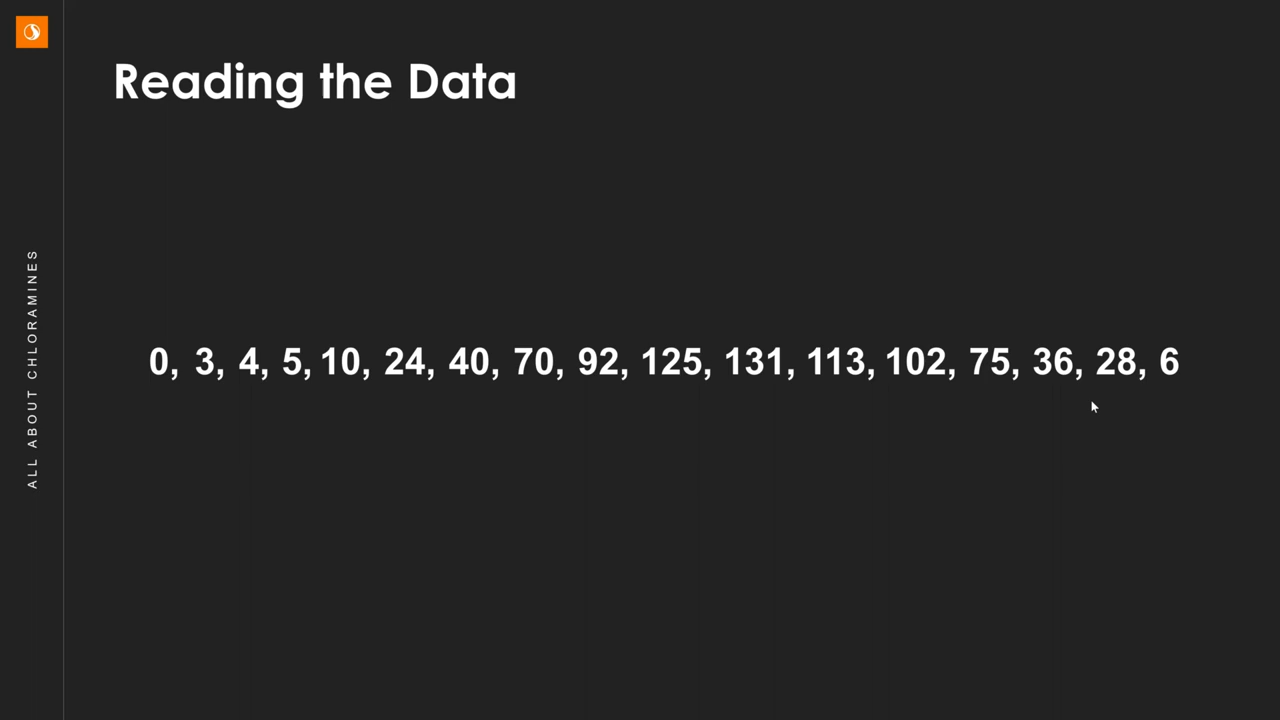 Reading the Data
ALL ABOUT CHLORAMINES
0, 3, 4, 5, 10, 24, 40, 70, 92, 125, 131, 113, 102, 75, 36, 28, 6